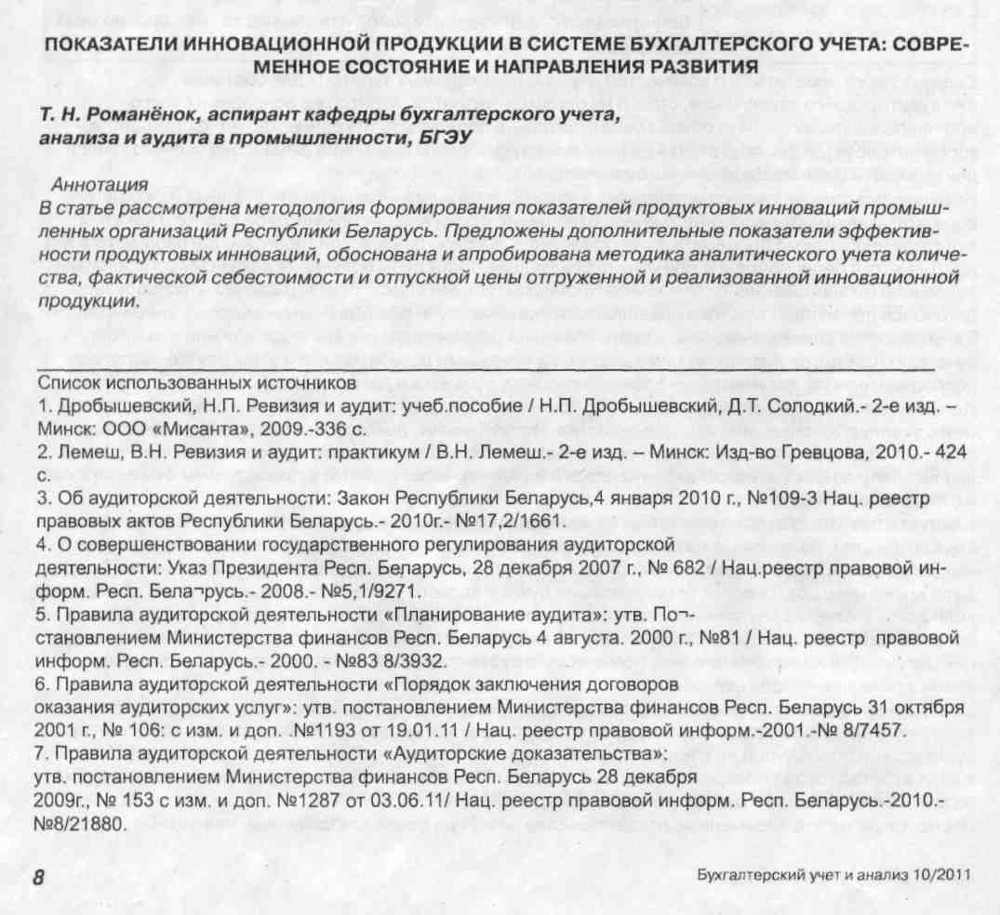 ПОКАЗАТЕЛИ ИННОВАЦИОННОЙ ПРОДУКЦИИ В СИСТЕМЕ БУХГАЛТЕРСКОГО УЧЕТА: СОВРЕ-
МЕННОЕ СОСТОЯНИЕ И НАПРАВЛЕНИЯ РАЗВИТИЯ
Т. Н. Романёнок, аспирант кафедры бухгалтерского учета,
анализа и аудита в промышленности, БГЭУ
Аннотация
В статье рассмотрена методология формирования показателей продуктовых инноваций промыш-
ленных организаций Республики Беларусь. Предложены дополнительные показатели эффектив-
ности продуктовых инноваций, обоснована и апробирована методика аналитического учета количе-
ства, фактической себестоимости и отпускной цены отгруженной и реализованной инновационной
продукции.
Список использованных источников
1. Дробышевский, Н.П. Ревизия и аудит: учеб.пособие / Н.П. Дробышевский, Д.Т. Солодкий.- 2-е изд. –
Минск: ООО «Мисанта», 2009.-336 с.
2. Лемеш, В.Н. Ревизия и аудит: практикум / В.Н. Лемеш.- 2-е изд. – Минск: Изд-во Гревцова, 2010.- 424
с.
3. Об аудиторской деятельности: Закон Республики Беларусь,4 января 2010 г., №109-3 Нац. реестр
правовых актов Республики Беларусь.- 2010г.- №17,2/1661.
4. О совершенствовании государственного регулирования аудиторской
деятельности: Указ Президента Респ. Беларусь, 28 декабря 2007 г., № 682 / Нац.реестр правовой ин-
форм. Респ. Бела¬русь.- 2008.- №5,1/9271.
5. Правила аудиторской деятельности «Планирование аудита»: утв. По¬-
становлением Министерства финансов Респ. Беларусь 4 августа. 2000 г., №81 / Нац. реестр правовой
информ. Респ. Беларусь.- 2000. - №83 8/3932.
6. Правила аудиторской деятельности «Порядок заключения договоров
оказания аудиторских услуг»: утв. постановлением Министерства финансов Респ. Беларусь 31 октября
2001 г., № 106: с изм. и доп. .№1193 от 19.01.11 / Нац. реестр правовой информ.-2001.-№ 8/7457.
7. Правила аудиторской деятельности «Аудиторские доказательства»:
утв. постановлением Министерства финансов Респ. Беларусь 28 декабря
2009г., № 153 с изм. и доп. №1287 от 03.06.11/ Нац. реестр правовой информ. Респ. Беларусь.-2010.-
№8/21880.
8
Бухгалтерский учет и анализ 10/2011